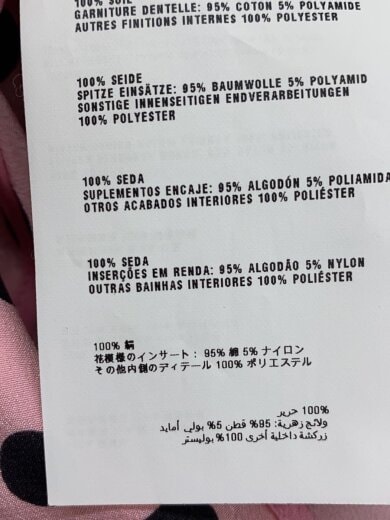 100% SOIE
GARNITURE DENTELLE: 95% COTON 5% POLYAMIDE
AUTRES FINITIONS INTERNES 100% POLYESTER
100% SEIDE
SPITZE EINSÄTZE: 95% BAUMWOLLE 5% POLYAMID
SONSTIGE INNENSEITIGEN ENDVERARBEITUNGEN
100% POLYESTER
100% SEDA
SUPLEMENTOS ENCAJE: 95% ALGODÓN 5% POLIAMIDA
OTROS ACABADOS INTERIORES 100% POLIÉSTER
100% SEDA
INSERÇÕES EM RENDA: 95% ALGODÃO 5% NYLON
OUTRAS BAINHAS INTERIORES 100% POLIÉSTER
100% 絹
花模様のインサート： 95% 綿 5% ナイロン
その他内側のディテール 100% ポリエステル
100% حرير
ولائج زهرية: 95% قطن 5% بولي أمايد
زركشة داخلية أخرى 100% بوليستر